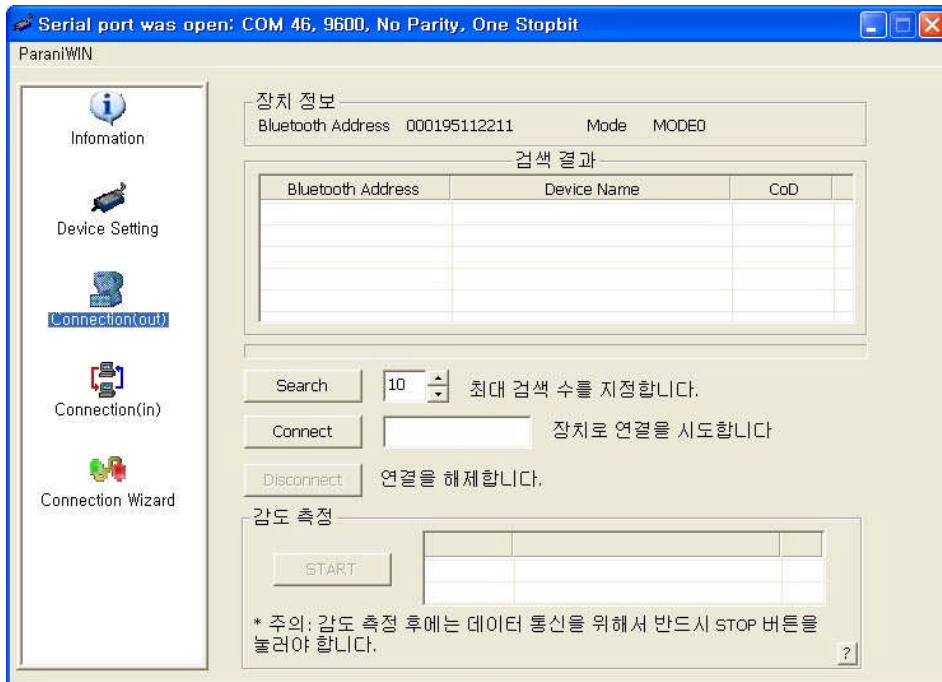 Serial port was open: COM 46, 9600, No Parity, One Stopbit
ParaniWIN
Infomation
Device Setting
Connection(out)
Connection(in)
Connection Wizard
장치 정보
Bluetooth Address 000195112211 Mode MODE0
검색 결과
Bluetooth Address Device Name CoD
Search 10 최대 검색 수를 지정합니다.
Connect 장치로 연결을 시도합니다
Disconnect 연결을 해제합니다.
감도 측정
START
* 주의: 감도 측정 후에는 데이터 통신을 위해서 반드시 STOP 버튼을
눌러야 합니다.
?